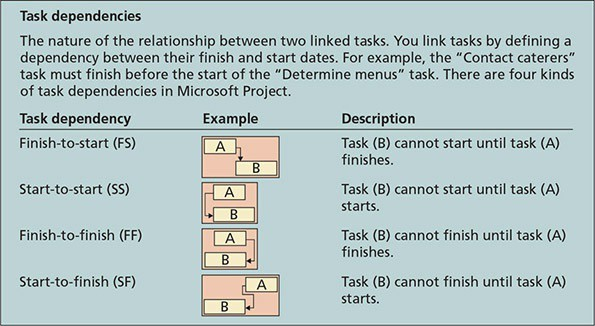 Task dependencies
The nature of the relationship between two linked tasks. You link tasks by defining a
dependency between their finish and start dates. For example, the “Contact caterers”
task must finish before the start of the “Determine menus” task. There are four kinds
of task dependencies in Microsoft Project.
Task dependency Example Description
Finish-to-start (FS) A B Task (B) cannot start until task (A)
finishes.
Start-to-start (SS) A B Task (B) cannot start until task (A)
starts.
Finish-to-finish (FF) A B Task (B) cannot finish until task (A)
finishes.
Start-to-finish (SF) A B Task (B) cannot finish until task (A)
starts.